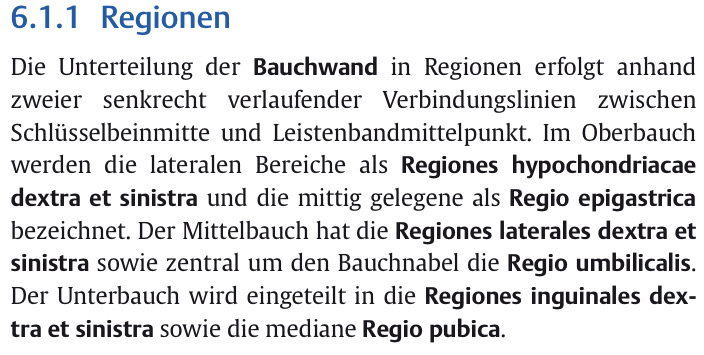 6.1.1 Regionen
Die Unterteilung der Bauchwand in Regionen erfolgt anhand
zweier senkrecht verlaufender Verbindungslinien zwischen
Schlüsselbeinmitte und Leistenbandmittelpunkt. Im Oberbauch
werden die lateralen Bereiche als Regiones hypochondriacae
dextra et sinistra und die mittig gelegene als Regio epigastrica
bezeichnet. Der Mittelbauch hat die Regiones laterales dextra et
sinistra sowie zentral um den Bauchnabel die Regio umbilicalis.
Der Unterbauch wird eingeteilt in die Regiones inguinales dex-
tra et sinistra sowie die mediane Regio pubica.